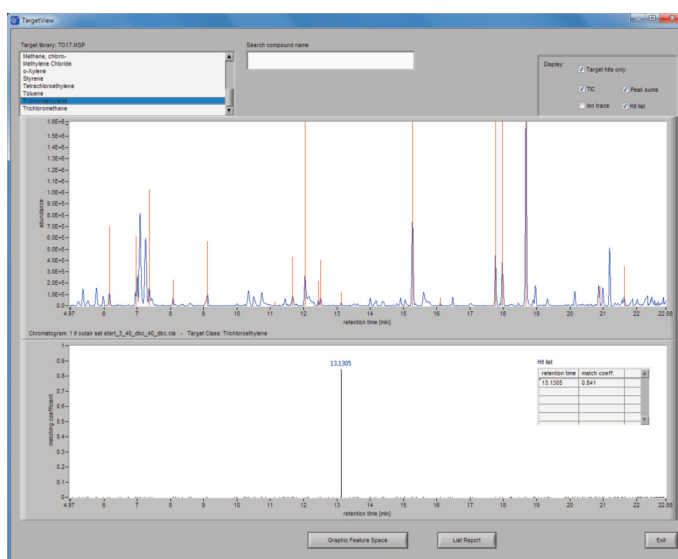 TargetView
Target library: TO17.MSP
Search compound name
Methane, chloro-
Methylene Chloride
o-Xylene
Styrene
Tetrachloroethylene
Toluene
Trichloroethylene
Trichloromethane
Display:
Target hits only
TIC
Peak sums
Ion trace
Hit list
1.6E+6
1.5E+6
1.4E+6
1.3E+6
1.2E+6
1.1E+6
1.0E+6
9.0E+5
8.0E+5
7.0E+5
6.0E+5
5.0E+5
4.0E+5
3.0E+5
2.0E+5
1.0E+5
0.0
abundance
4.97 6 7 8 9 10 11 12 13 14 15 16 17 18 19 20 21 22.88
retention time [min]
Chromatogram: 1 lt outair sat start_3_40_dbc_40_dbc.cls - Target Class: Trichloroethylene
1
0.9
0.8
0.7
0.6
0.5
0.4
0.3
0.2
0.1
0
matching coefficient
13.1305
Hit list
retention time match coeff.
13.1305 0.841
4.97 6 7 8 9 10 11 12 13 14 15 16 17 18 19 20 21 22.88
retention time [min]
Graphic Feature Space
List Report
Exit